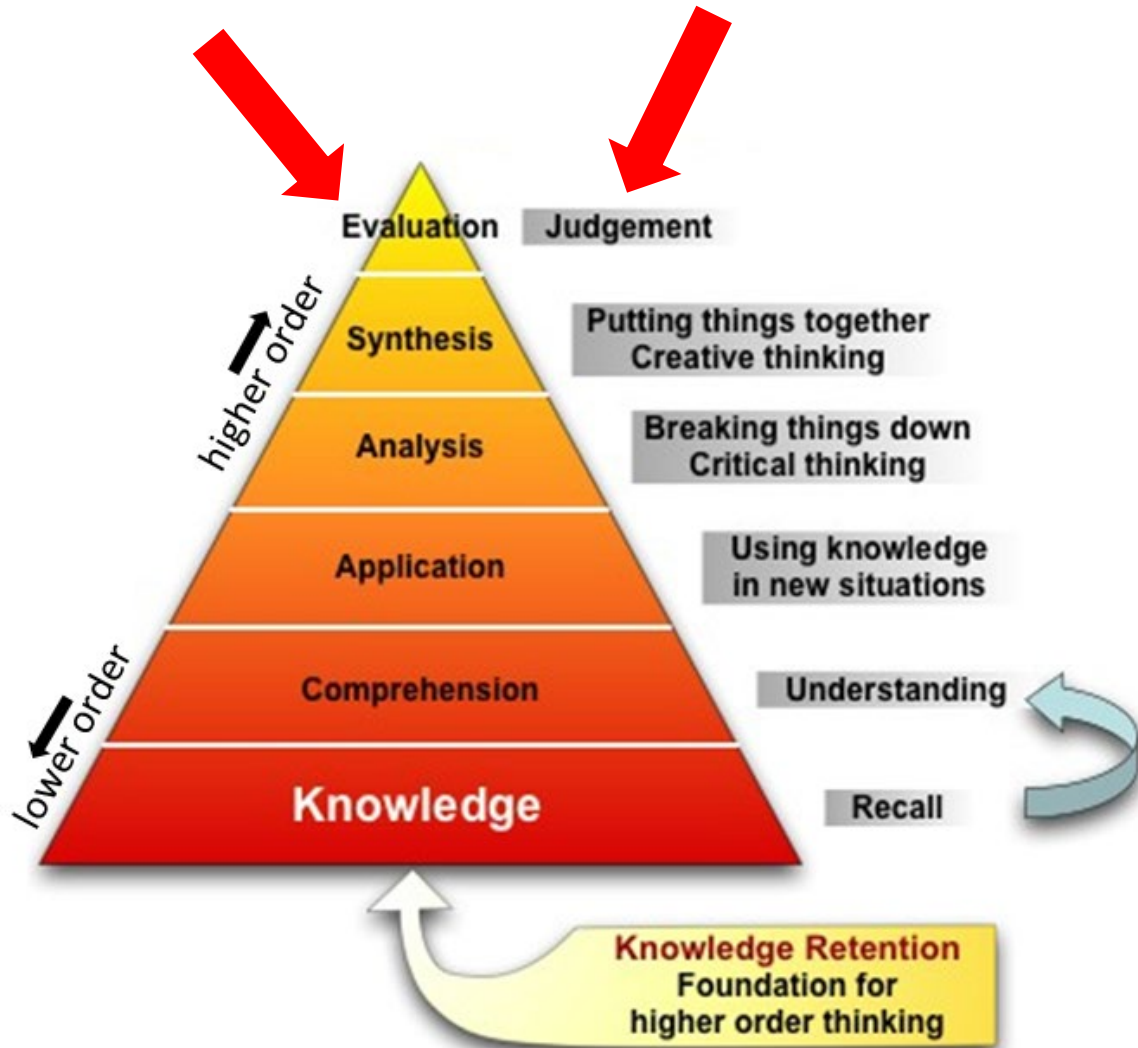 Evaluation
Judgement
Synthesis
Putting things together
Creative thinking
higher order
Analysis
Breaking things down
Critical thinking
Application
Using knowledge
in new situations
Comprehension
Understanding
lower order
Knowledge
Recall
Knowledge Retention
Foundation for
higher order thinking